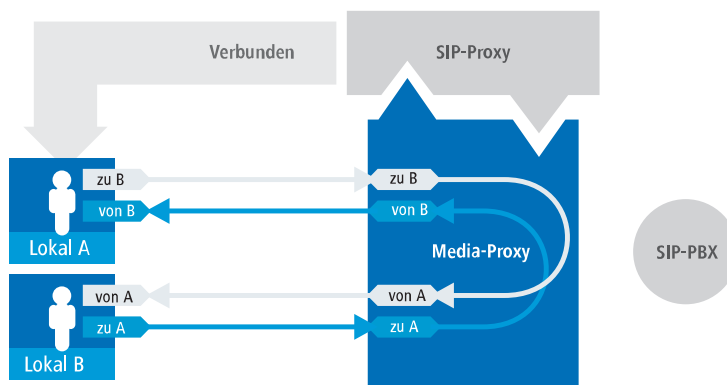 Verbunden
SIP-Proxy
zu B
zu B
von B
von B
Lokal A
Media-Proxy
SIP-PBX
von A
von A
zu A
zu A
Lokal B